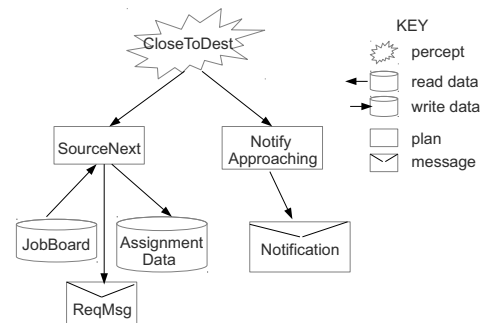 CloseToDest
KEY
percept
read data
write data
plan
message
SourceNext
Notify
Approaching
JobBoard
Assignment
Data
Notification
ReqMsg